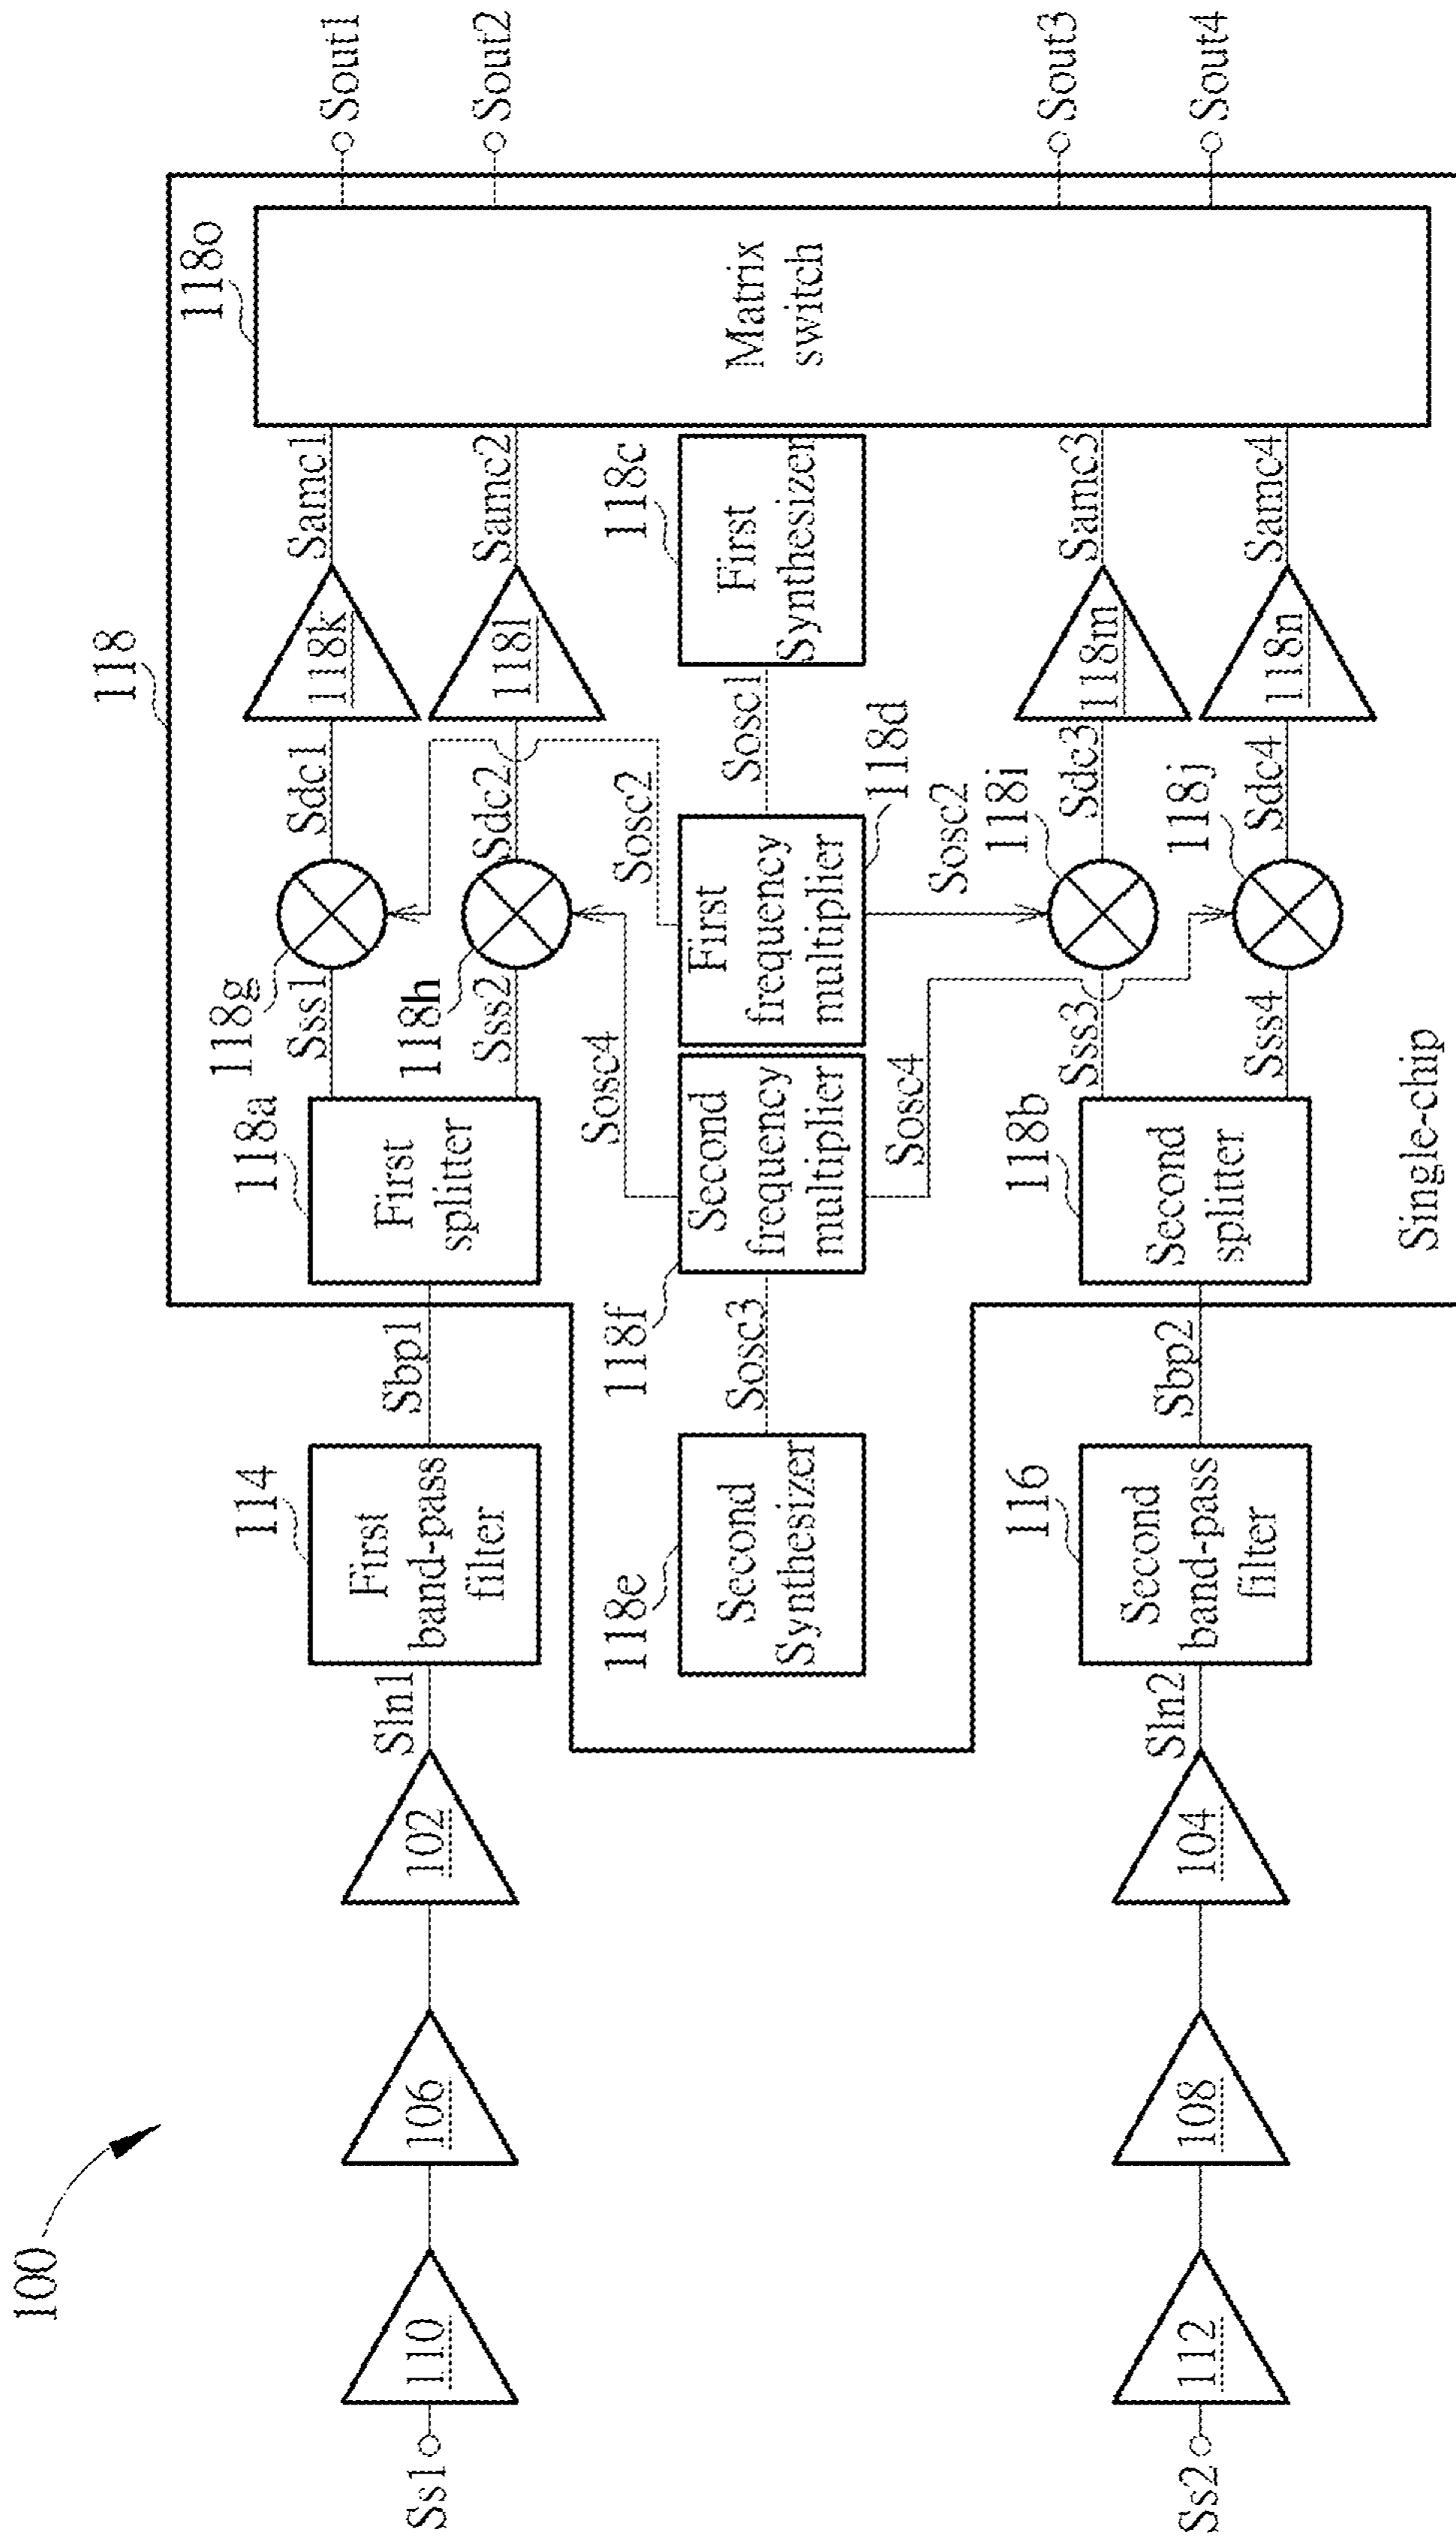 100
118
118o
Sout1
Sout2
Sout3
Sout4
Matrix
switch
Samc1
Samc2
Samc3
Samc4
118k
118l
118m
118n
118c
First
Synthesizer
Sosc1
Sdc1
Sdc2
Sdc3
Sdc4
118g
118h
118i
118j
Sosc2
Sosc2
118d
First
frequency
multiplier
Sosc4
Sosc4
118f
Second
frequency
multiplier
Sss1
Sss2
Sss3
Sss4
118a
First
splitter
118b
Second
splitter
Single-chip
Sosc3
118e
Second
Synthesizer
Sbp1
Sbp2
114
First
band-pass
filter
116
Second
band-pass
filter
Sln1
Sln2
102
104
106
108
110
112
Ss1
Ss2